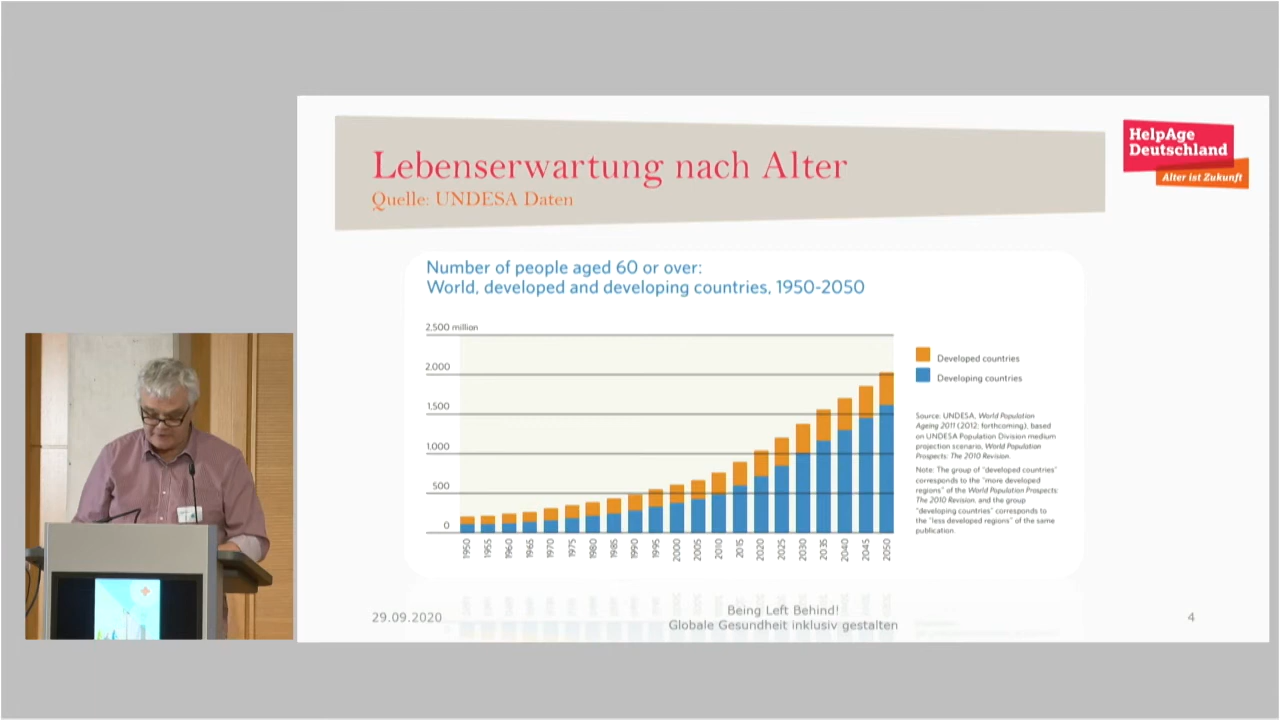 Lebenserwartung nach Alter
Quelle: UNDESA Daten
HelpAge
Deutschland
Alter ist Zukunft
Number of people aged 60 or over:
World, developed and developing countries, 1950-2050
2,500 million
2,000
1,500
1,000
500
0
1950 1955 1960 1965 1970 1975 1980 1985 1990 1995 2000 2005 2010 2015 2020 2025 2030 2035 2040 2045 2050
Developed countries
Developing countries
Source: UNDESA, World Population
Ageing 2011 (2012: forthcoming), based
on UNDESA Population Division medium
projection scenario, World Population
Prospects: The 2010 Revision.
Note: The group of "developed countries"
corresponds to the "more developed
regions" of the World Population Prospects:
The 2010 Revision, and the group
"developing countries" corresponds to
the "less developed regions" of the same
publication.
29.09.2020
Being Left Behind!
Globale Gesundheit inklusiv gestalten
4